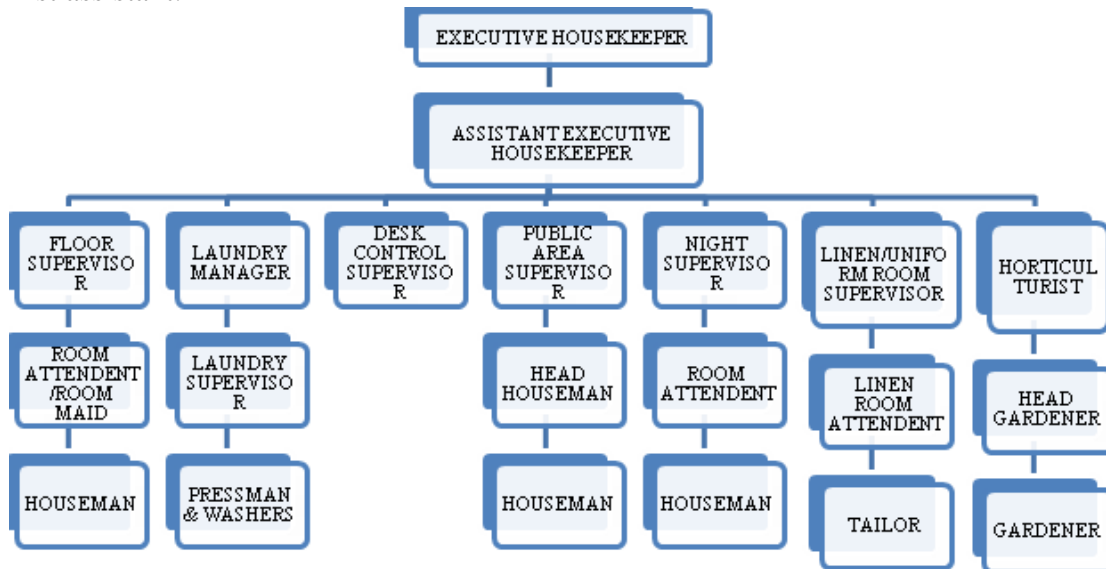 EXECUTIVE HOUSEKEEPER
ASSISTANT EXECUTIVE
HOUSEKEEPER
FLOOR
SUPERVISO
R
LAUNDRY
MANAGER
DESK
CONTROL
SUPERVISO
R
PUBLIC
AREA
SUPERVISO
R
NIGHT
SUPERVISO
R
LINEN/UNIFO
RM ROOM
SUPERVISOR
HORTICUL
TURIST
ROOM
ATTENDENT
/ROOM
MAID
LAUNDRY
SUPERVISO
R
HEAD
HOUSEMAN
ROOM
ATTENDENT
LINEN
ROOM
ATTENDENT
HEAD
GARDENER
HOUSEMAN
PRESSMAN
& WASHERS
HOUSEMAN
HOUSEMAN
TAILOR
GARDENER